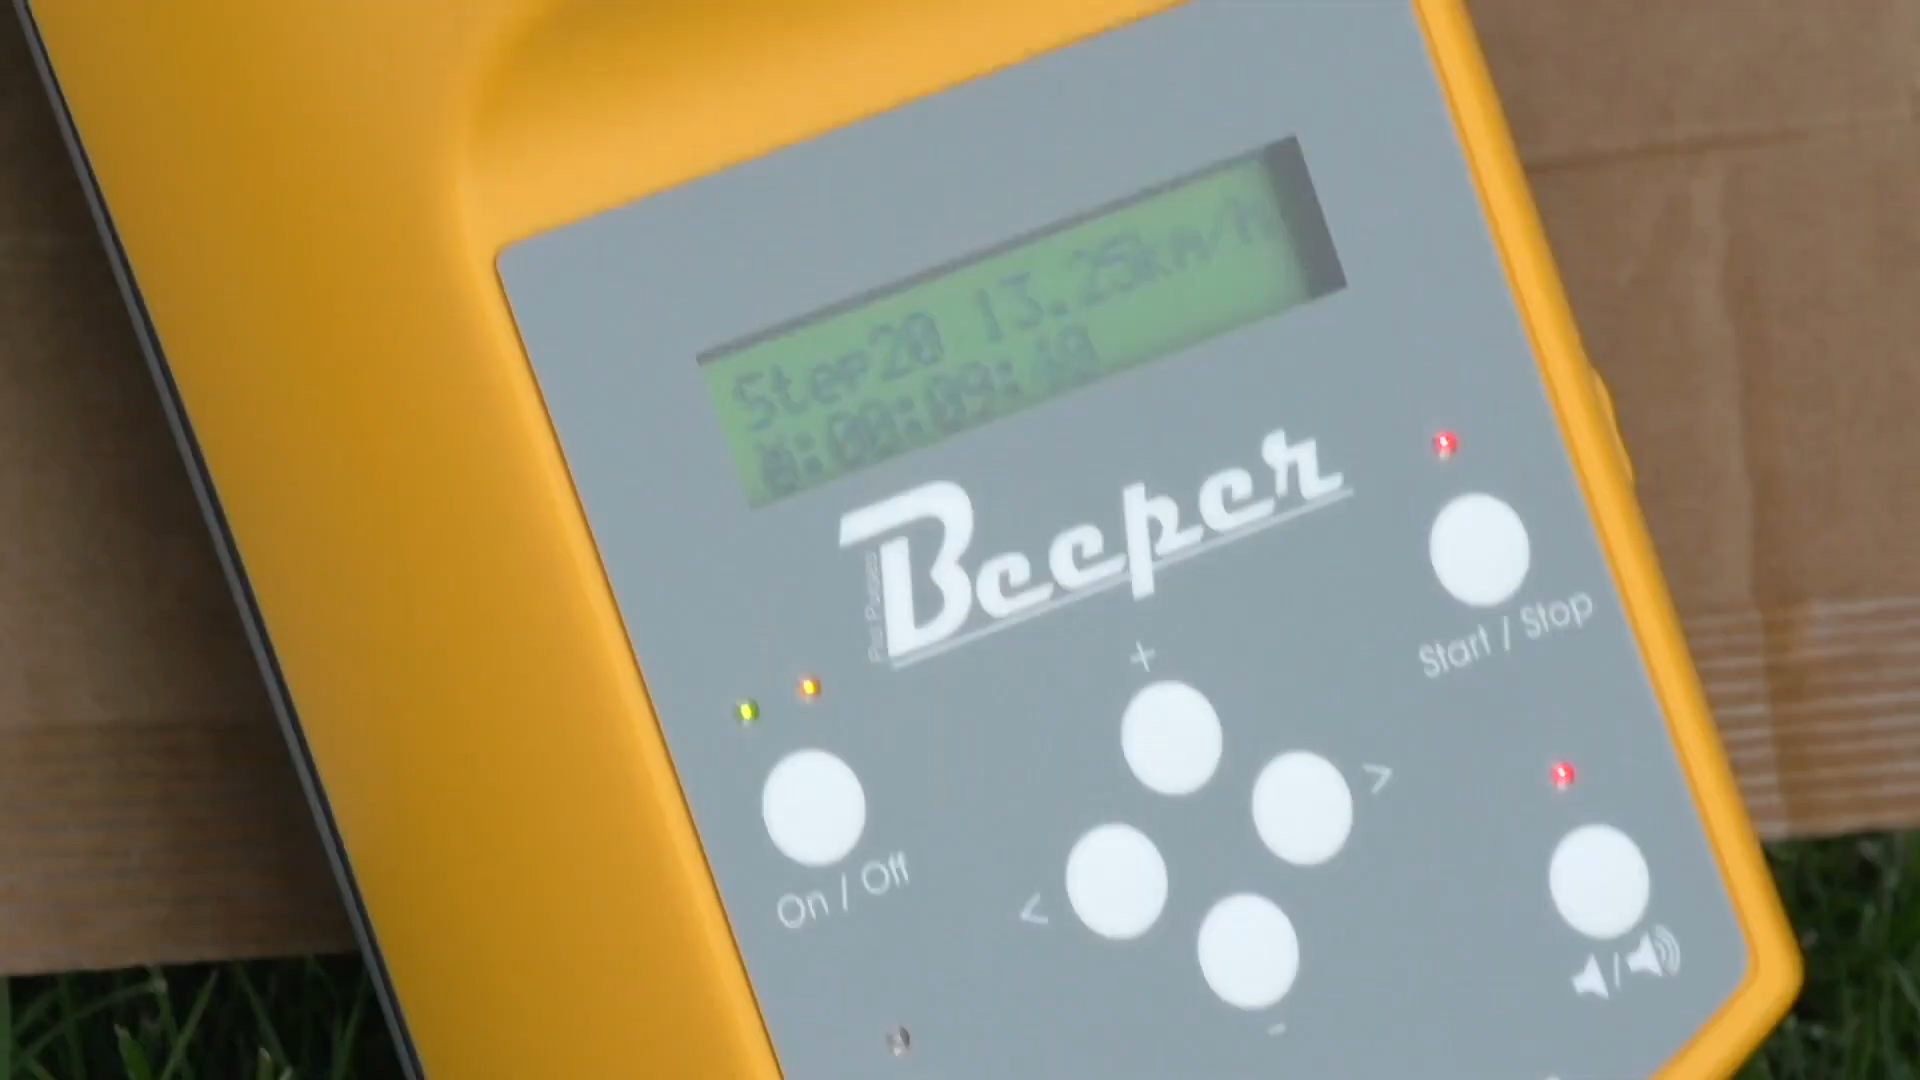 Step20 13.25km/h
Beeper
+
Start / Stop
>
On / Off
<
/
-